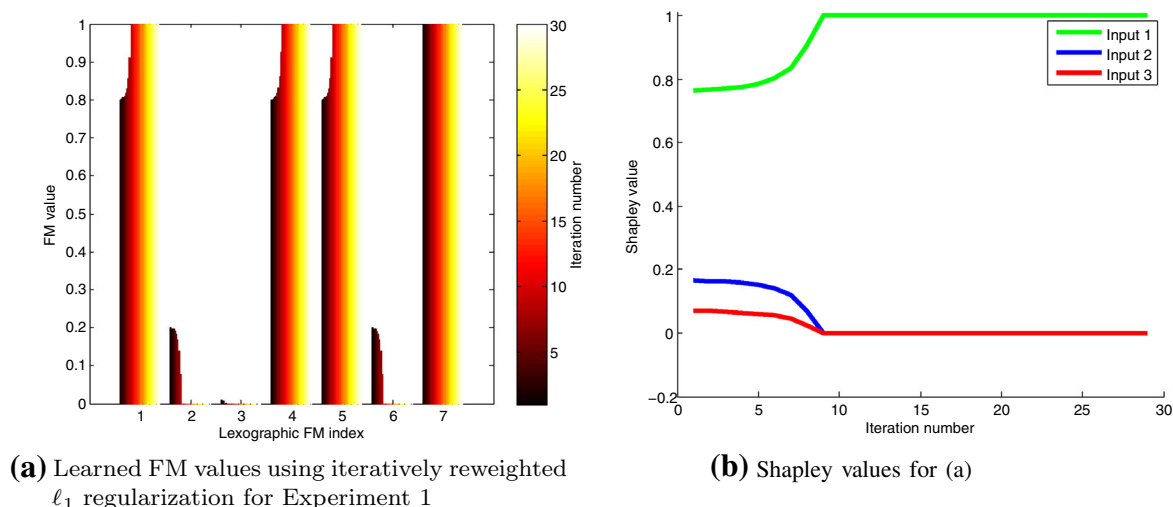 1
0.9
0.8
0.7
0.6
0.5
0.4
0.3
0.2
0.1
0
FM value
1 2 3 4 5 6 7
Lexographic FM index
30
25
20
15
10
5
Iteration number
(a) Learned FM values using iteratively reweighted
ℓ1 regularization for Experiment 1
1
0.8
0.6
0.4
0.2
0
−0.2
Shapley value
Input 1
Input 2
Input 3
0 5 10 15 20 25 30
Iteration number
(b) Shapley values for (a)